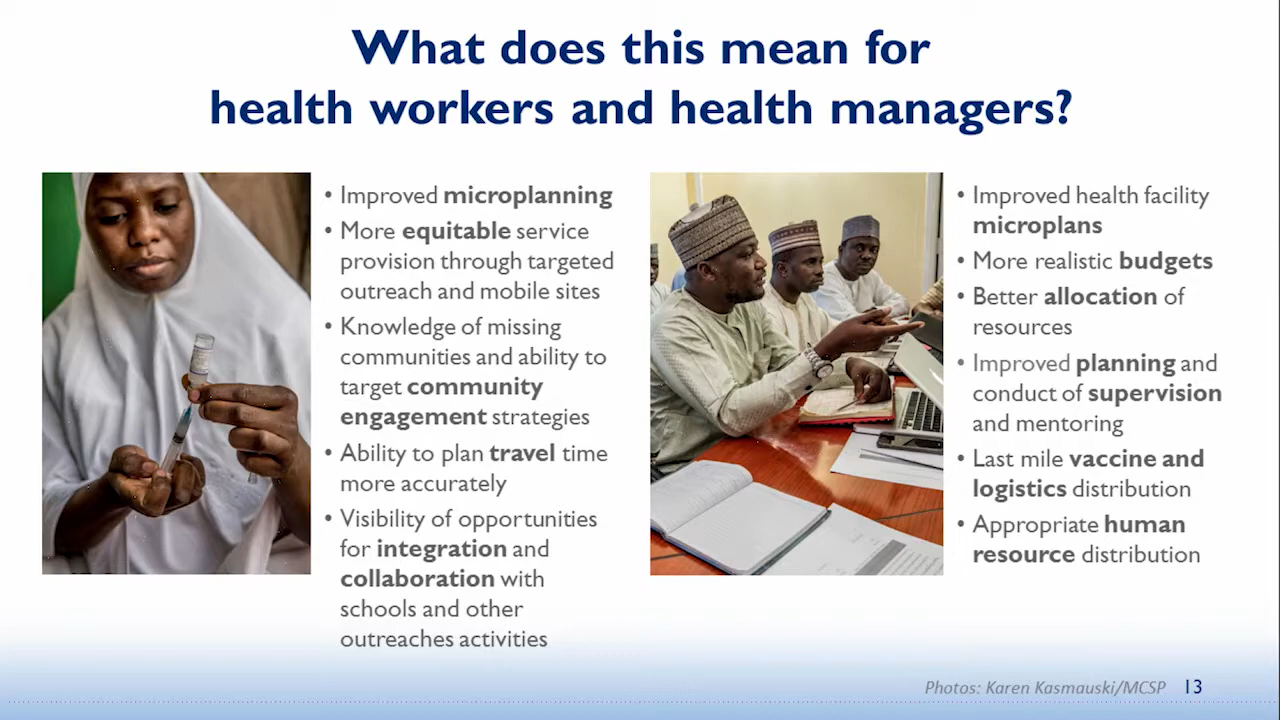 What does this mean for
health workers and health managers?
• Improved microplanning
• More equitable service
provision through targeted
outreach and mobile sites
• Knowledge of missing
communities and ability to
target community
engagement strategies
• Ability to plan travel time
more accurately
• Visibility of opportunities
for integration and
collaboration with
schools and other
outreaches activities
• Improved health facility
microplans
• More realistic budgets
• Better allocation of
resources
• Improved planning and
conduct of supervision
and mentoring
• Last mile vaccine and
logistics distribution
• Appropriate human
resource distribution
Photos: Karen Kasmauski/MCSP 13